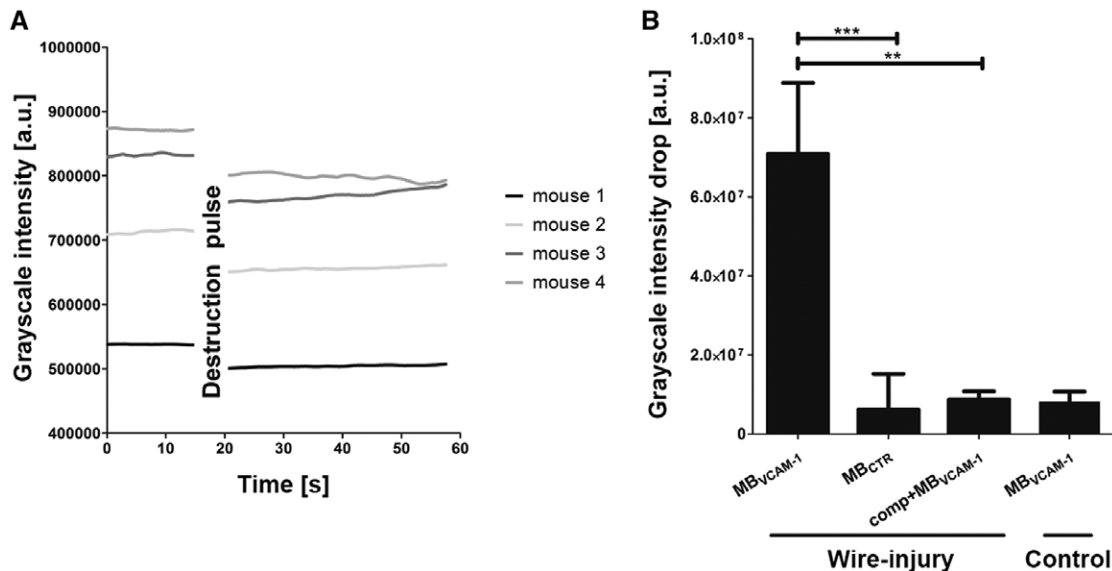 A
Grayscale intensity [a.u.]
1000000
900000
800000
700000
600000
500000
400000
0 10 20 30 40 50 60
Time [s]
Destruction pulse
mouse 1
mouse 2
mouse 3
mouse 4
B
Grayscale intensity drop [a.u.]
1.0×10⁸
8.0×10⁷
6.0×10⁷
4.0×10⁷
2.0×10⁷
0
***
**
MBVCAM-1
MBCTR
comp+MBVCAM-1
MBVCAM-1
Wire-injury
Control